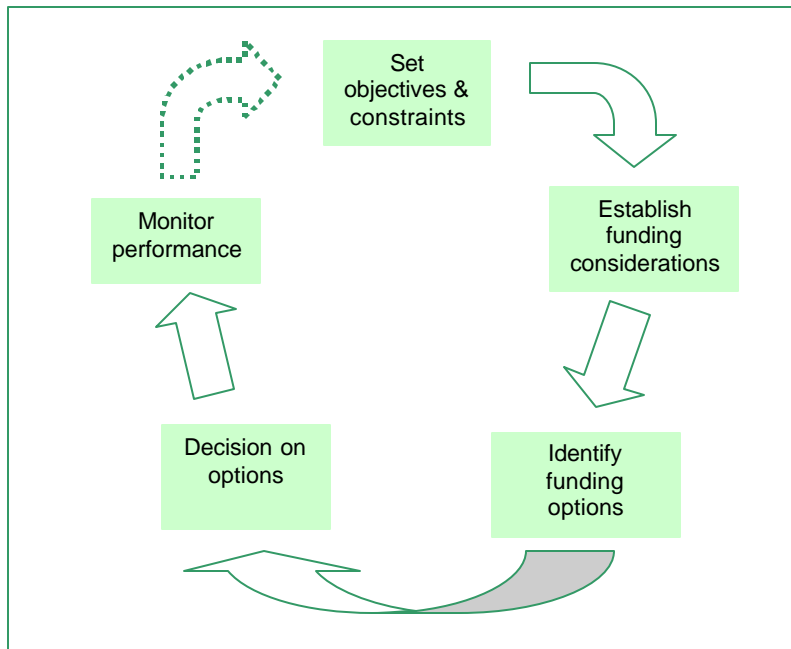 Set
objectives &
constraints
Establish
funding
considerations
Identify
funding
options
Decision on
options
Monitor
performance